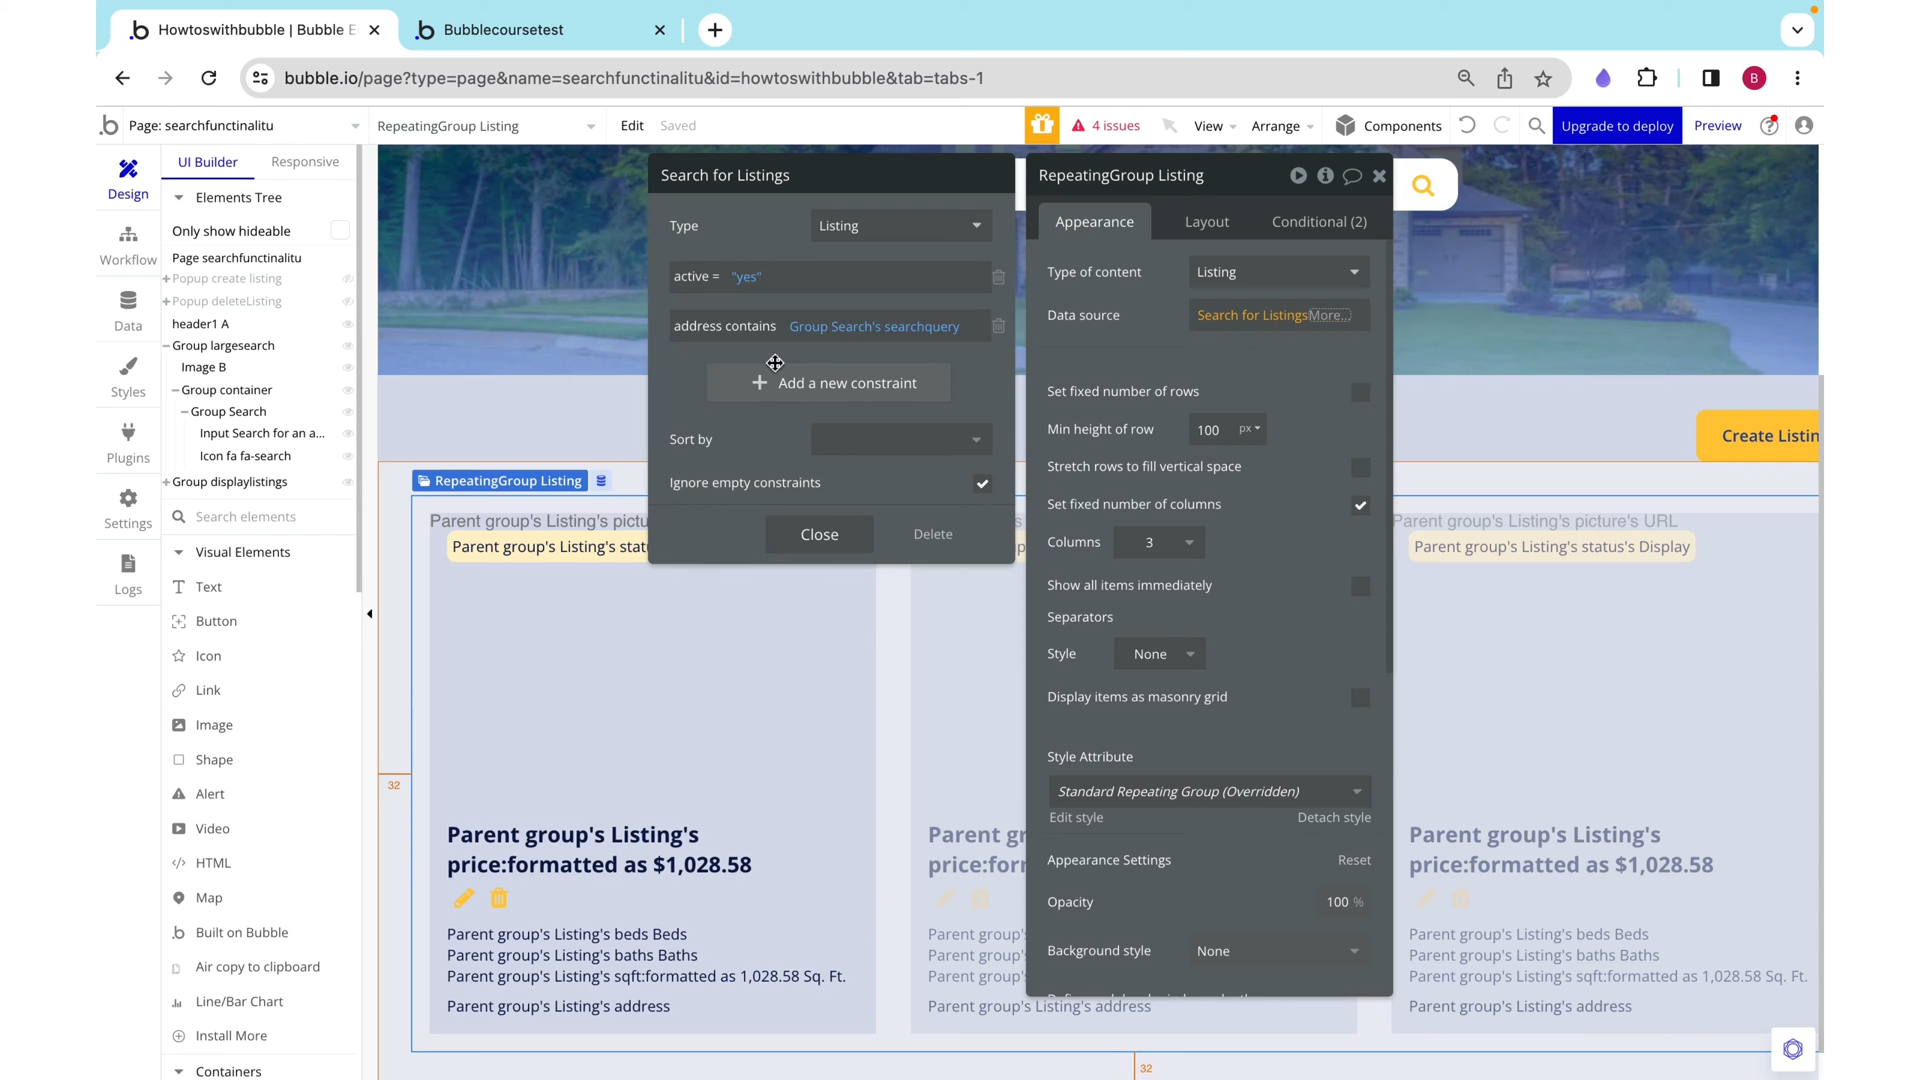 Howtoswithbubble | Bubble E
Bubblecoursetest
bubble.io/page?type=page&name=searchfunctinalitu&id=howtoswithbubble&tab=tabs-1
B
Page: searchfunctinalitu
RepeatingGroup Listing
Edit
Saved
4 issues
View
Arrange
Components
Upgrade to deploy
Preview
Design
Workflow
Data
Styles
Plugins
Settings
Logs
UI Builder
Responsive
Elements Tree
Only show hideable
Page searchfunctinalitu
Popup create listing
Popup deleteListing
header1 A
Group largesearch
Image B
Group container
Group Search
Input Search for an a...
Icon fa fa-search
Group displaylistings
Search elements
Visual Elements
Text
Button
Icon
Link
Image
Shape
Alert
Video
HTML
Map
Built on Bubble
Air copy to clipboard
Line/Bar Chart
Install More
Containers
Search for Listings
Type
Listing
active = "yes"
address contains Group Search's searchquery
Add a new constraint
Sort by
Ignore empty constraints
Close
Delete
RepeatingGroup Listing
Appearance
Layout
Conditional (2)
Type of content
Listing
Data source
Search for Listings More...
Set fixed number of rows
Min height of row
100 px
Stretch rows to fill vertical space
Set fixed number of columns
Columns
3
Show all items immediately
Separators
Style
None
Display items as masonry grid
Style Attribute
Standard Repeating Group (Overridden)
Edit style
Detach style
Appearance Settings
Reset
Opacity
100 %
Background style
None
Create Listin
RepeatingGroup Listing
Parent group's Listing's pictu
Parent group's Listing's statu
Parent group's Listing's
price:formatted as $1,028.58
Parent group's Listing's beds Beds
Parent group's Listing's baths Baths
Parent group's Listing's sqft:formatted as 1,028.58 Sq. Ft.
Parent group's Listing's address
Parent gr
price:forn
Parent group'
Parent group'
Parent group'
Parent group's Listing's address
Parent group's Listing's picture's URL
Parent group's Listing's status's Display
Parent group's Listing's
price:formatted as $1,028.58
Parent group's Listing's beds Beds
Parent group's Listing's baths Baths
Parent group's Listing's sqft:formatted as 1,028.58 Sq. Ft.
Parent group's Listing's address
32
32